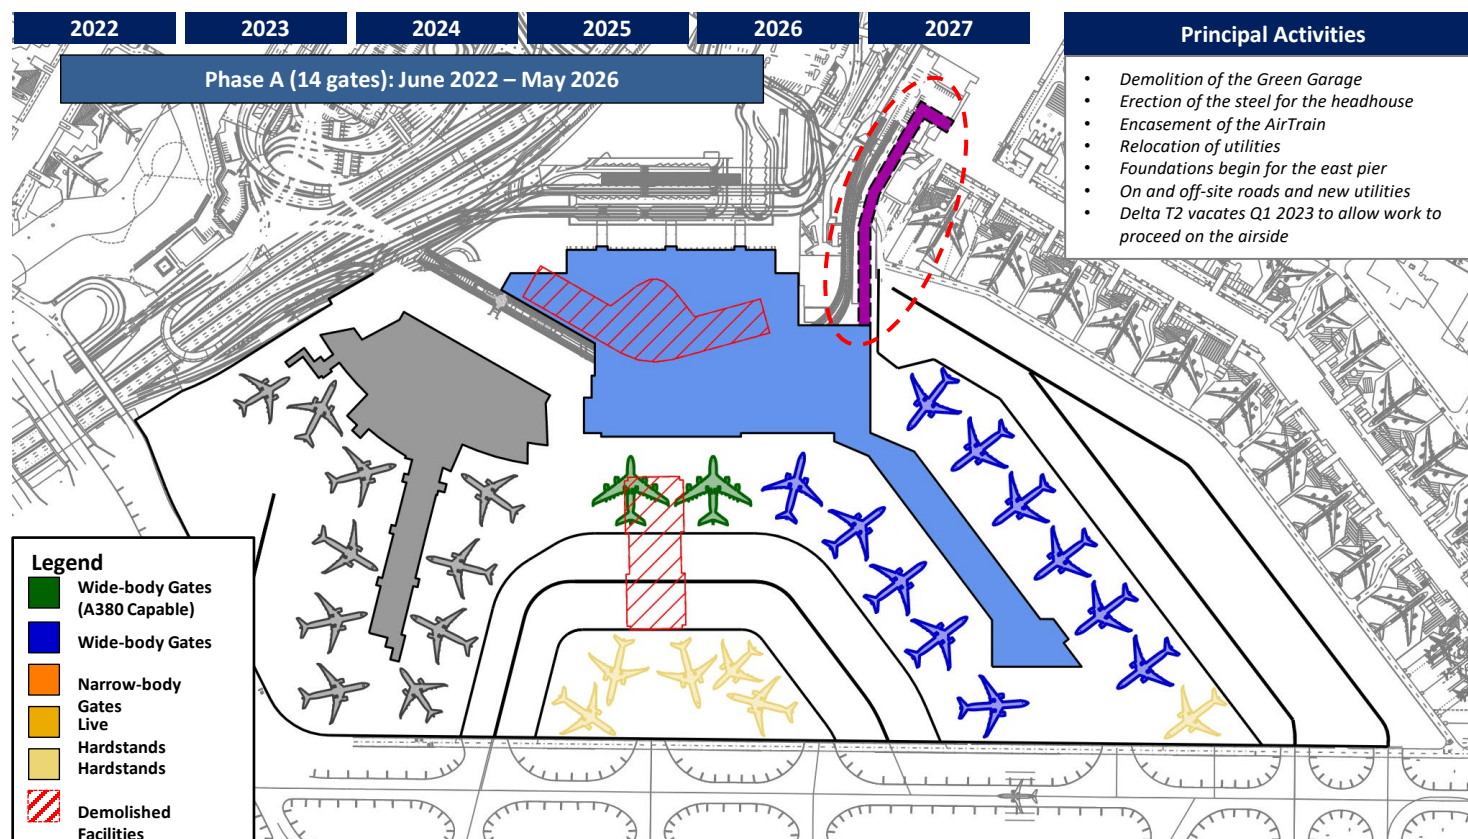 2022 2023 2024 2025 2026 2027
Phase A (14 gates): June 2022 – May 2026
Principal Activities
• Demolition of the Green Garage
• Erection of the steel for the headhouse
• Encasement of the AirTrain
• Relocation of utilities
• Foundations begin for the east pier
• On and off-site roads and new utilities
• Delta T2 vacates Q1 2023 to allow work to
proceed on the airside
Legend
Wide-body Gates
(A380 Capable)
Wide-body Gates
Narrow-body
Gates
Live
Hardstands
Hardstands
Demolished
Facilities